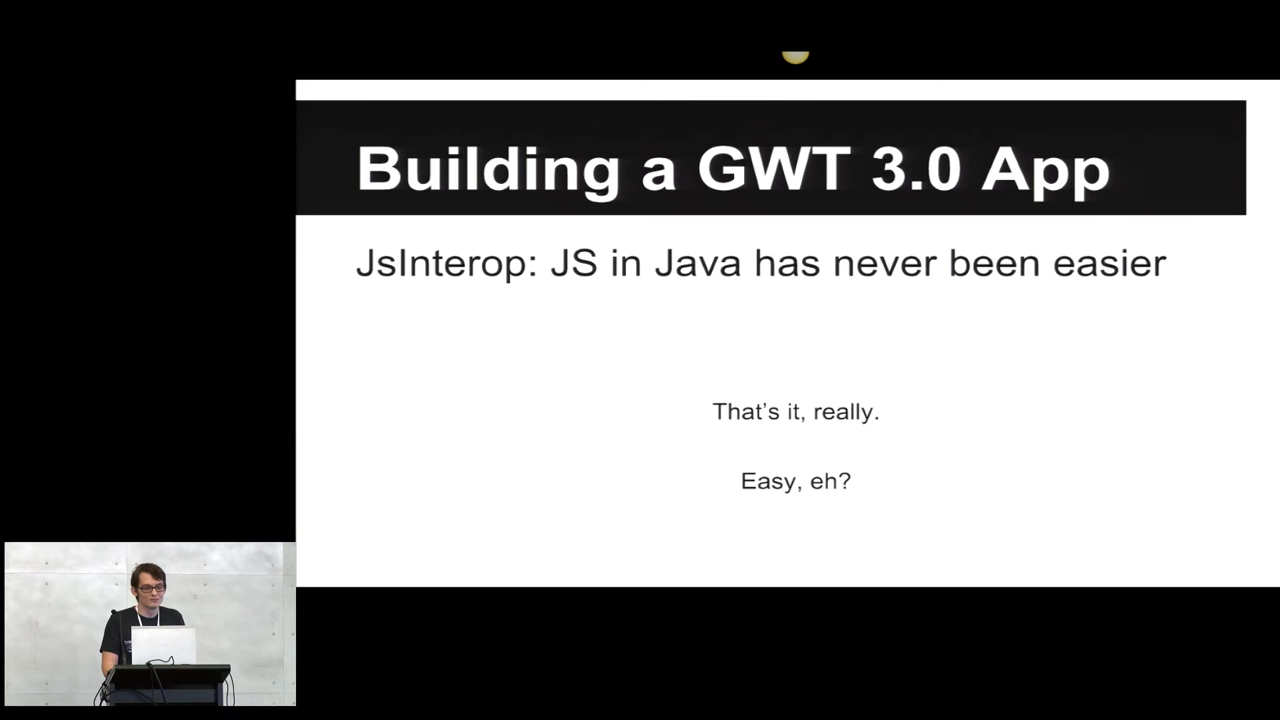 Building a GWT 3.0 App
JsInterop: JS in Java has never been easier
That’s it, really.
Easy, eh?